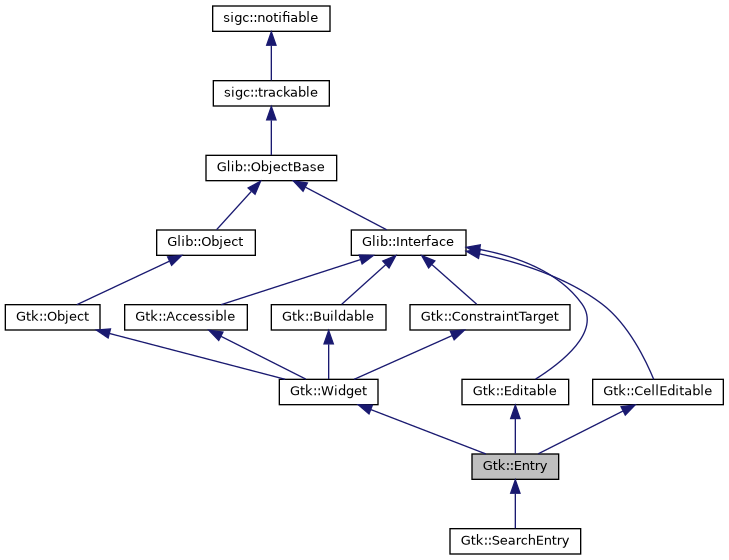 sigc::notifiable
sigc::trackable
Glib::ObjectBase
Glib::Object
Glib::Interface
Gtk::Object
Gtk::Accessible
Gtk::Buildable
Gtk::ConstraintTarget
Gtk::Widget
Gtk::Editable
Gtk::CellEditable
Gtk::Entry
Gtk::SearchEntry